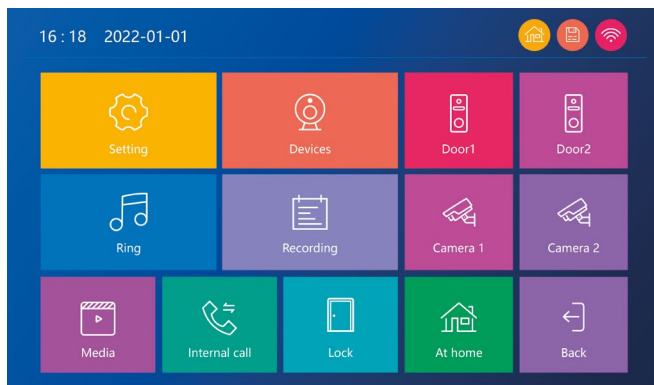 16 : 18 2022-01-01
Setting Devices Door1 Door2
Ring Recording Camera 1 Camera 2
Media Internal call Lock At home Back